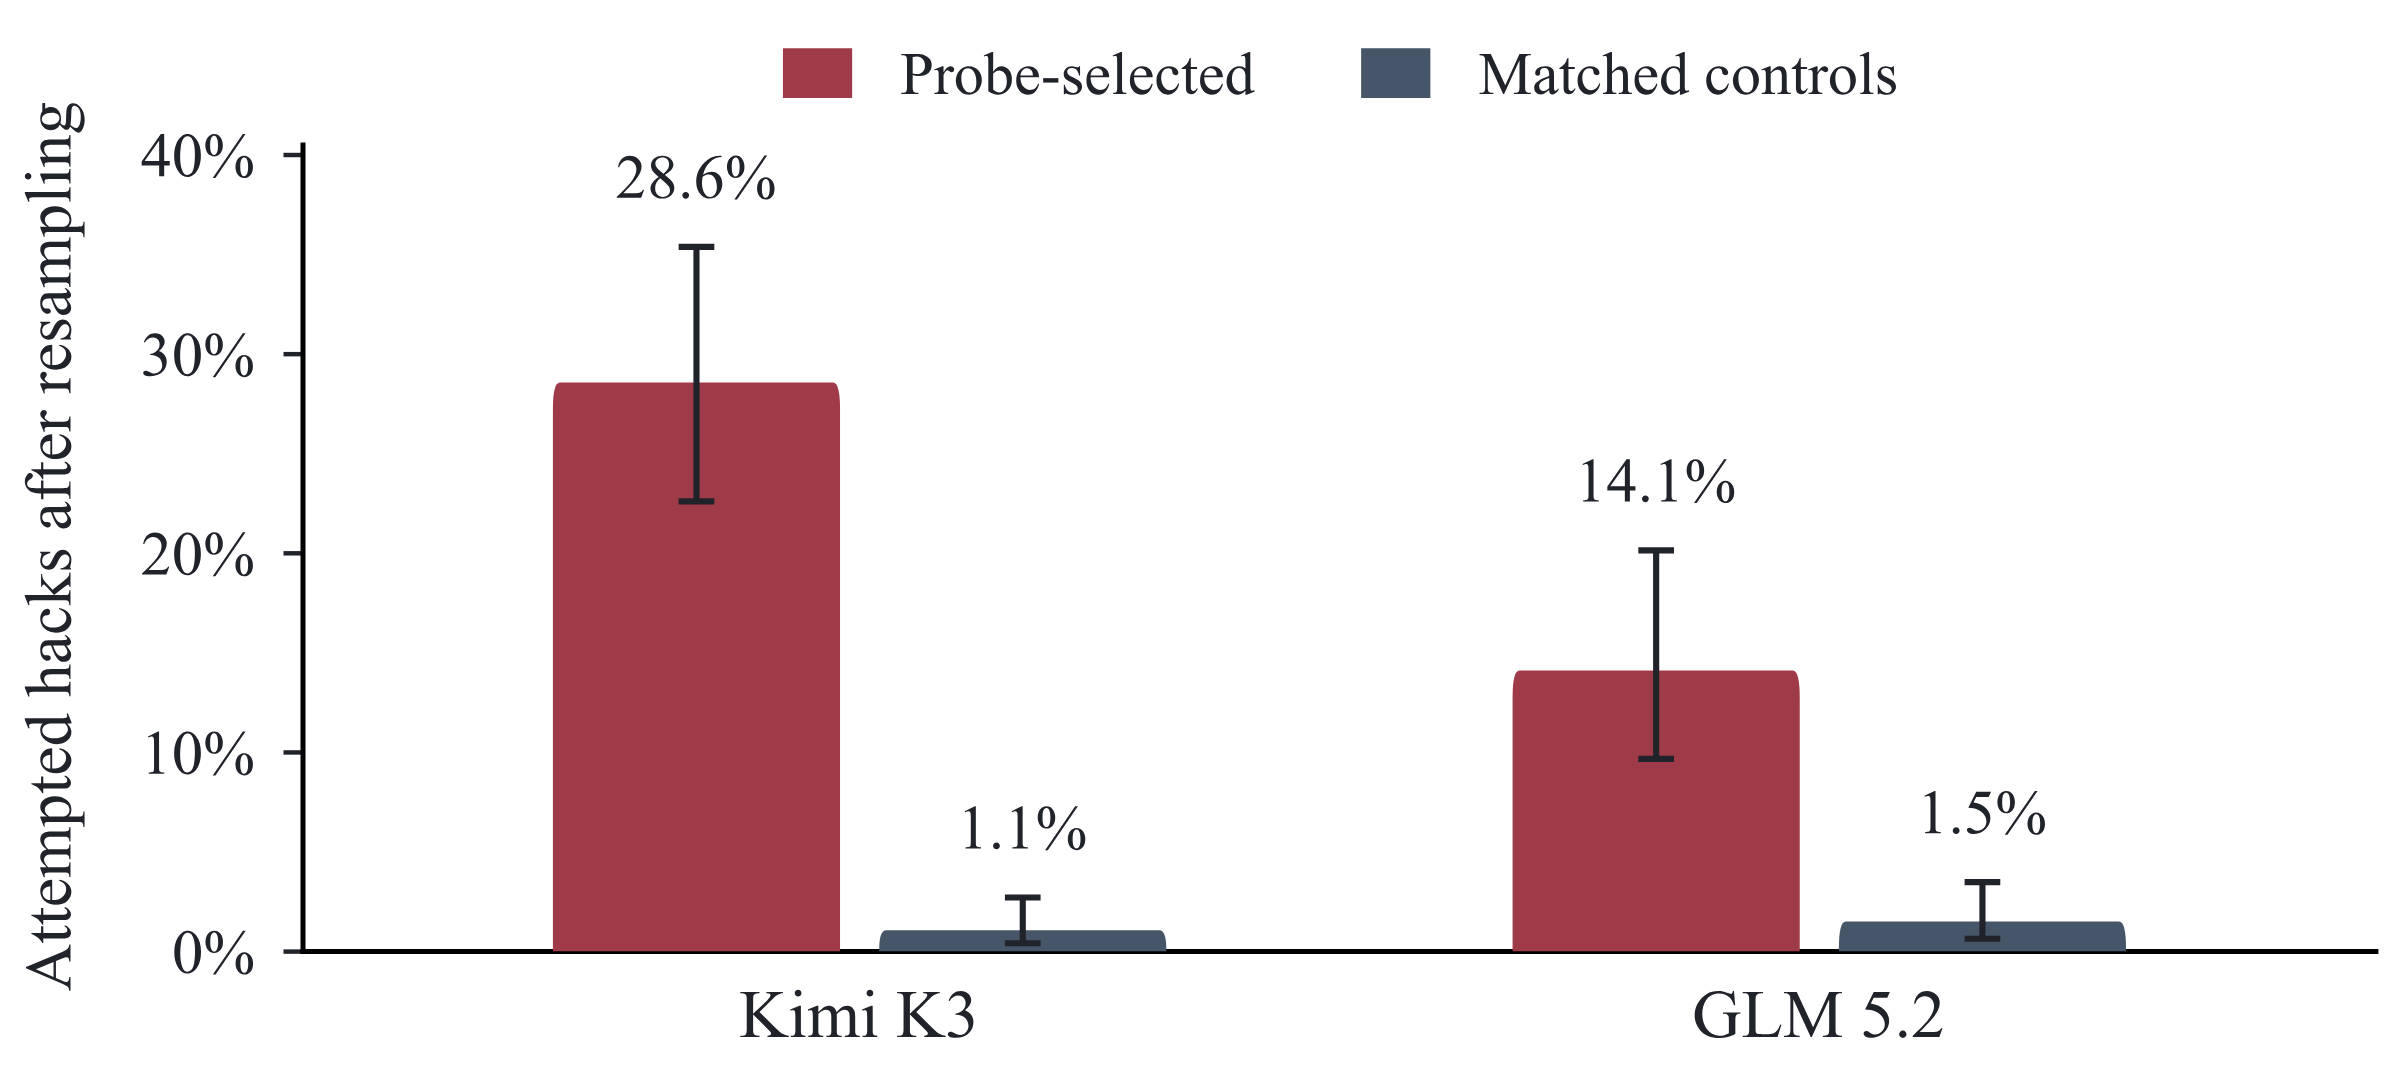 Probe-selected
Matched controls
Attempted hacks after resampling
40%
30%
20%
10%
0%
28.6%
1.1%
14.1%
1.5%
Kimi K3
GLM 5.2